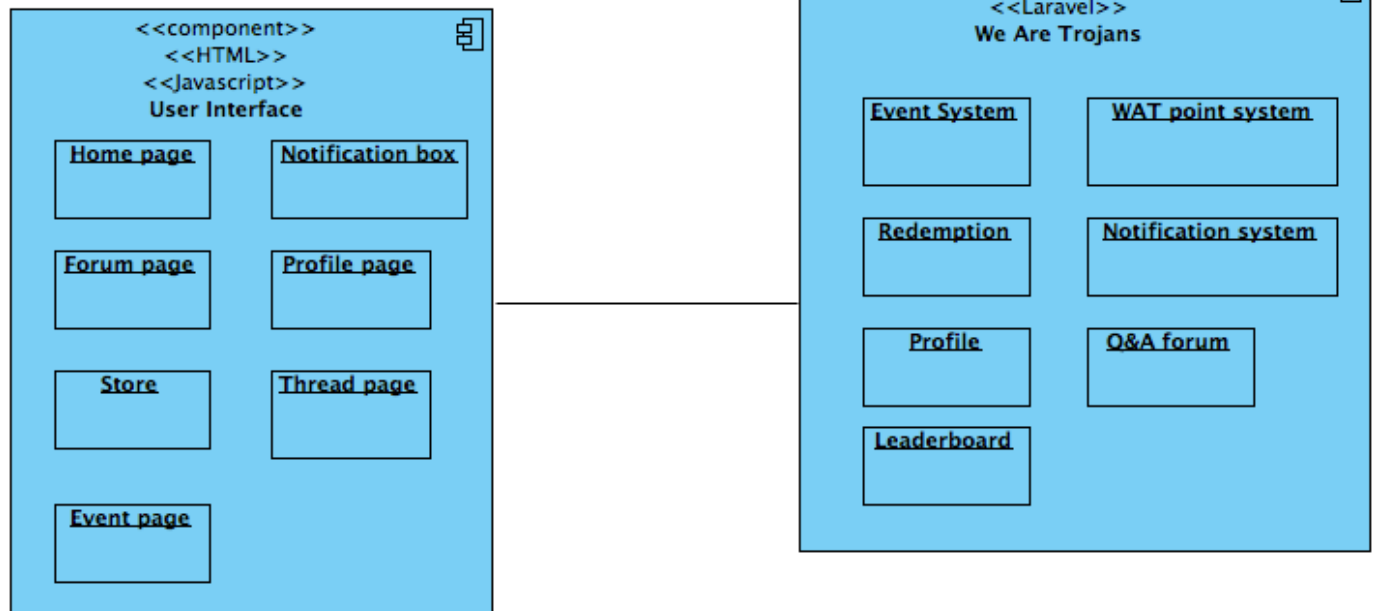 <<component>>
<<HTML>>
<<Javascript>>
User Interface
Home page
Notification box
Forum page
Profile page
Store
Thread page
Event page
<<Laravel>>
We Are Trojans
Event System
WAT point system
Redemption
Notification system
Profile
Q&A forum
Leaderboard